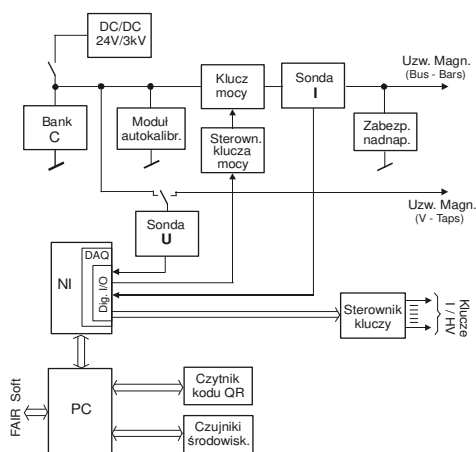 DC/DC
24V/3kV
Klucz
mocy
Sonda
I
Uzw. Magn.
(Bus - Bars)
Bank
C
Moduł
autokalibr.
Sterown.
klucza
mocy
Zabezp.
nadnap.
Uzw. Magn.
(V - Taps)
Sonda
U
NI
DAQ
Dig. I/O
Sterownik
kluczy
Klucze
I / HV
PC
FAIR Soft
Czytnik
kodu QR
Czujniki
środowisk.